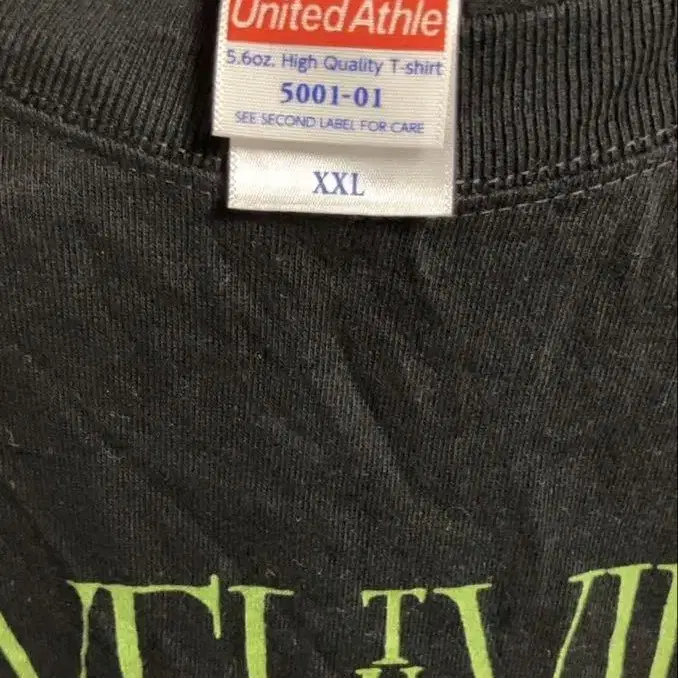 United Athle
5.6oz. High Quality T-shirt
5001-01
SEE SECOND LABEL FOR CARE
XXL